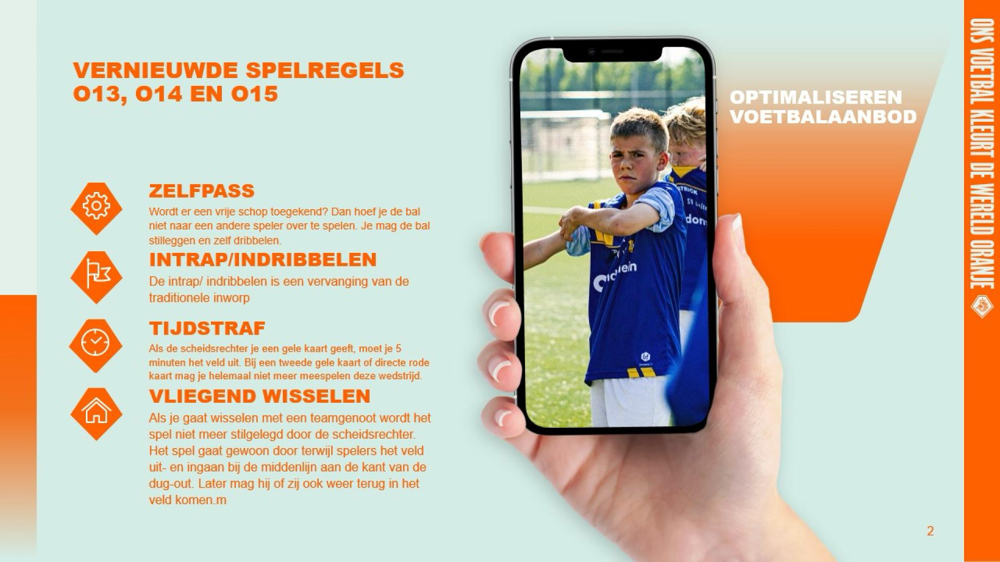 VERNIEUWDE SPELREGELS
O13, O14 EN O15
ZELFPASS
Wordt er een vrije schop toegekend? Dan hoef je de bal
niet naar een andere speler over te spelen. Je mag de bal
stilleggen en zelf dribbelen.
INTRAP/INDRIBBELEN
De intrap/ indribbelen is een vervanging van de
traditionele inworp
TIJDSTRAF
Als de scheidsrechter je een gele kaart geeft, moet je 5
minuten het veld uit. Bij een tweede gele kaart of directe rode
kaart mag je helemaal niet meer meespelen deze wedstrijd.
VLIEGEND WISSELEN
Als je gaat wisselen met een teamgenoot wordt het
spel niet meer stilgelegd door de scheidsrechter.
Het spel gaat gewoon door terwijl spelers het veld
uit- en ingaan bij de middenlijn aan de kant van de
dug-out. Later mag hij of zij ook weer terug in het
veld komen.m
OPTIMALISEREN
VOETBALAANBOD
ONS VOETBAL KLEURT DE WERELD ORANJE
2